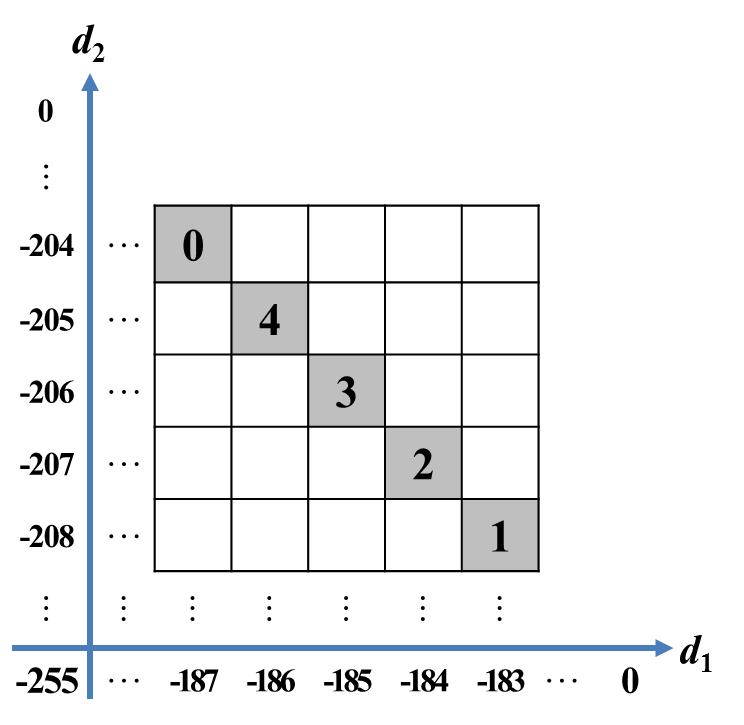 d2
0
⋮
-204 ⋯ 0
-205 ⋯ 4
-206 ⋯ 3
-207 ⋯ 2
-208 ⋯ 1
⋮ ⋮ ⋮ ⋮ ⋮ ⋮ ⋮
-255 ⋯ -187 -186 -185 -184 -183 ⋯ 0 d1